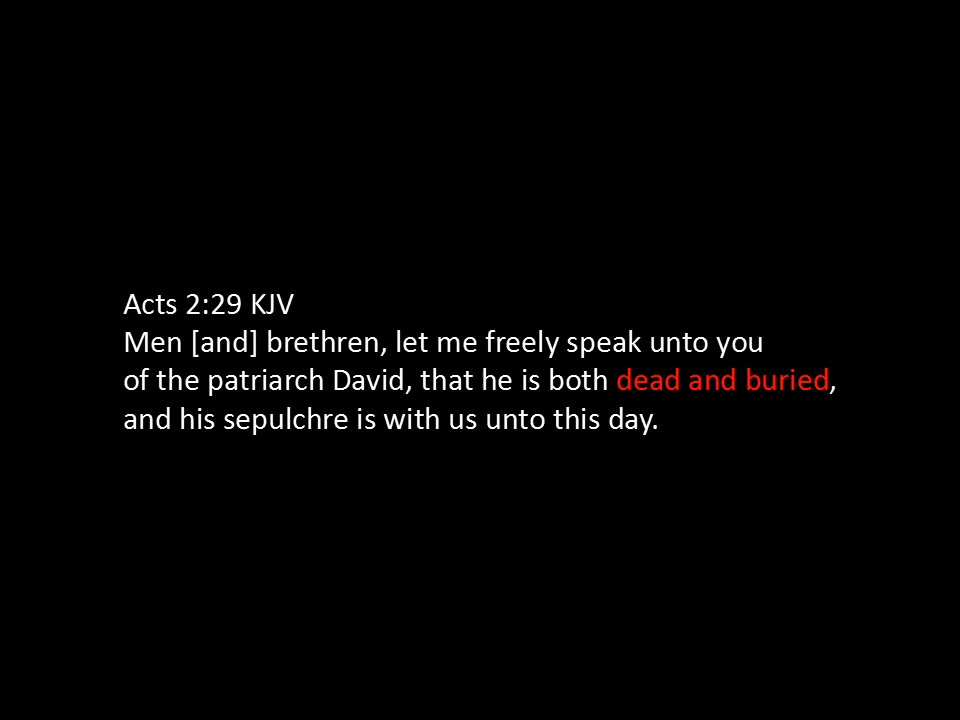 Acts 2:29 KJV
Men [and] brethren, let me freely speak unto you
of the patriarch David, that he is both dead and buried,
and his sepulchre is with us unto this day.